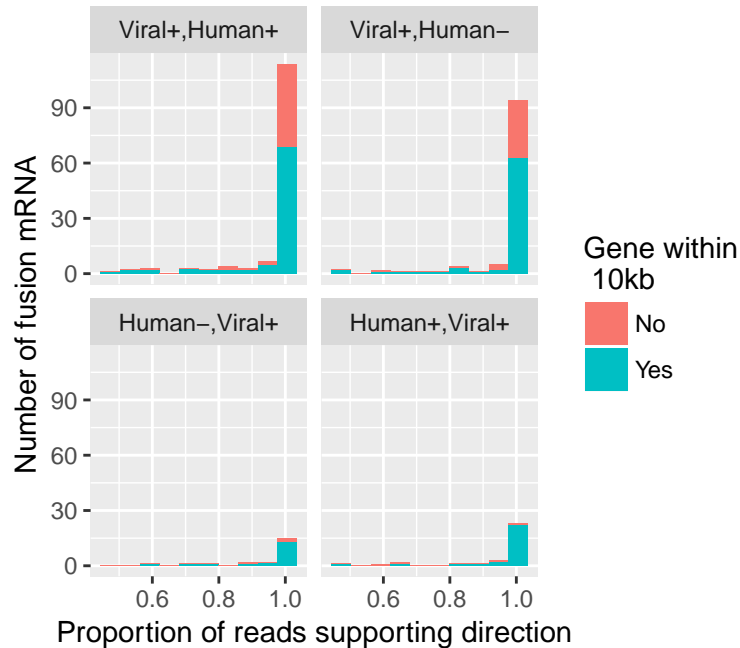 Viral+,Human+
Viral+,Human−
90
60
30
0
Human−,Viral+
Human+,Viral+
90
60
30
0
0.6
0.8
1.0
0.6
0.8
1.0
Proportion of reads supporting direction
Number of fusion mRNA
Gene within
10kb
No
Yes